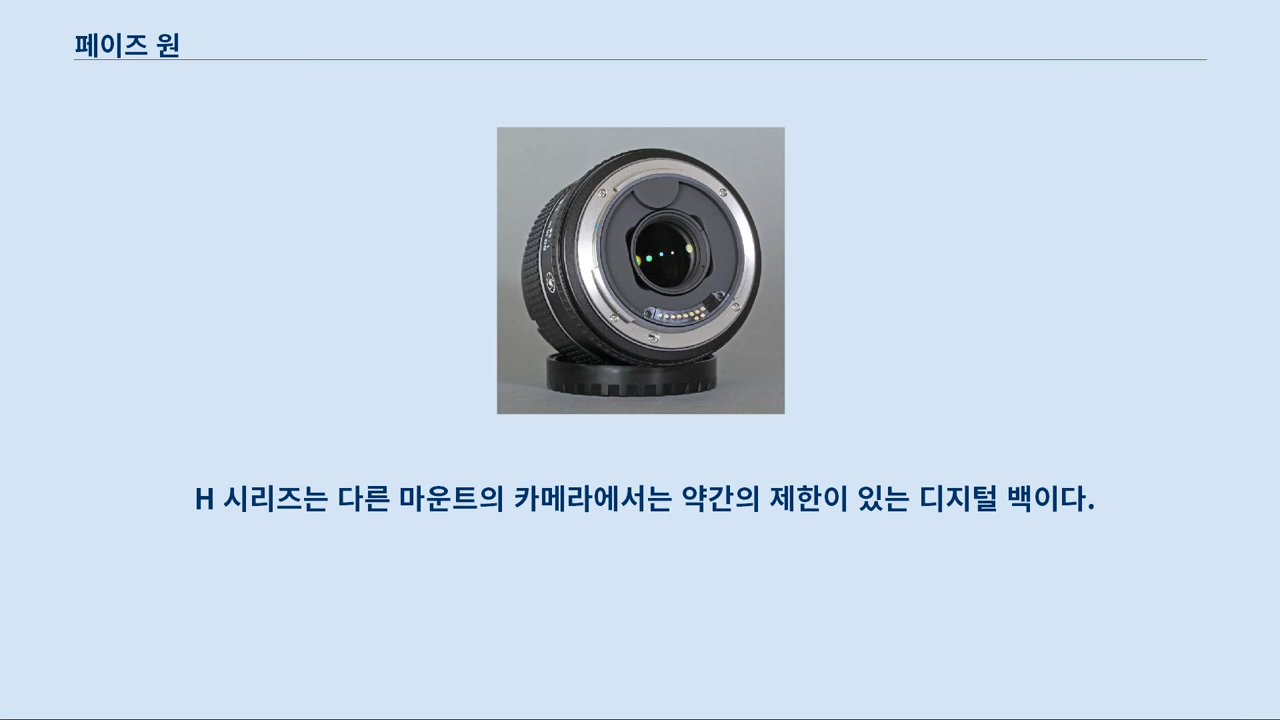 페이즈 원
H 시리즈는 다른 마운트의 카메라에서는 약간의 제한이 있는 디지털 백이다.